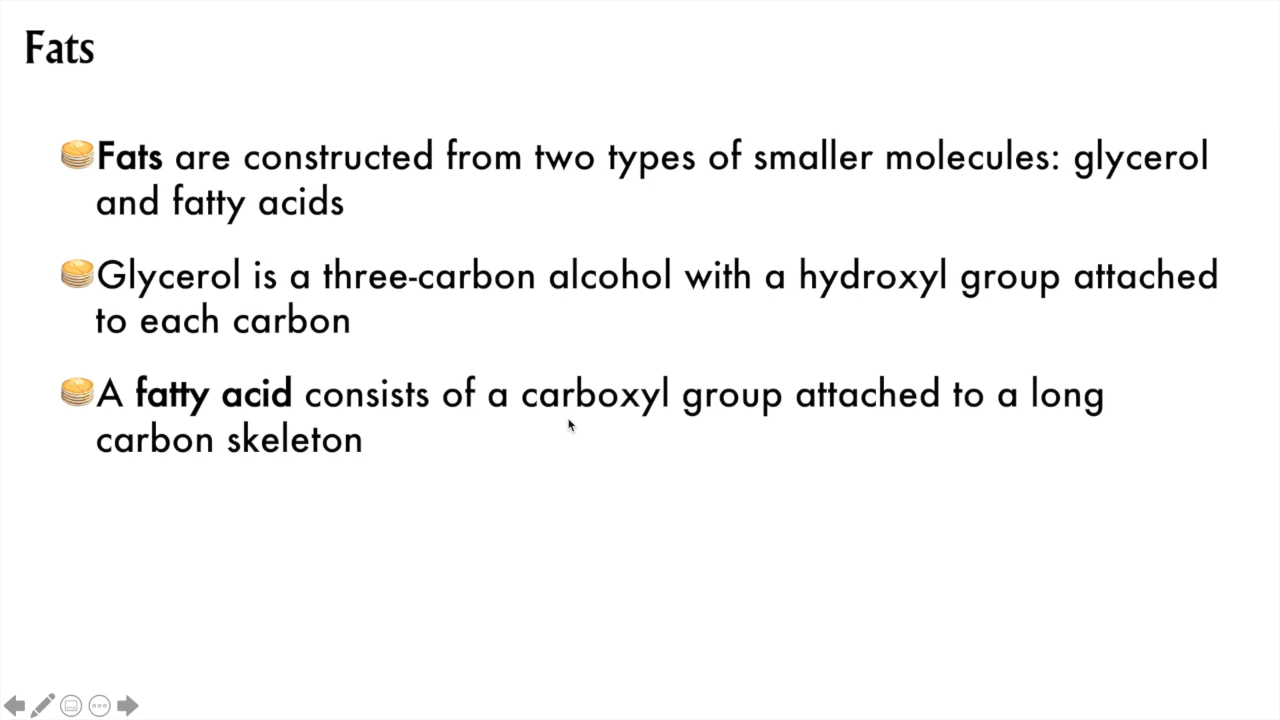 Fats
Fats are constructed from two types of smaller molecules: glycerol
and fatty acids
Glycerol is a three-carbon alcohol with a hydroxyl group attached
to each carbon
A fatty acid consists of a carboxyl group attached to a long
carbon skeleton